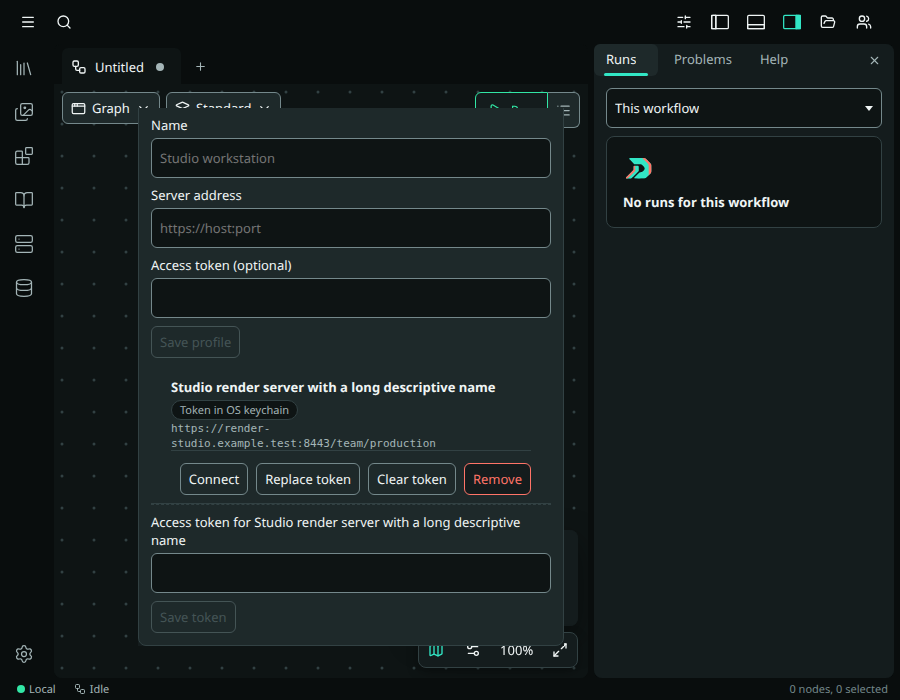 Untitled
Runs
Problems
Help
Graph
Standard
This workflow
No runs for this workflow
Name
Studio workstation
Server address
https://host:port
Access token (optional)
Save profile
Studio render server with a long descriptive name
Token in OS keychain
https://render-
studio.example.test:8443/team/production
Connect
Replace token
Clear token
Remove
Access token for Studio render server with a long descriptive
name
Save token
100%
Local
Idle
0 nodes, 0 selected